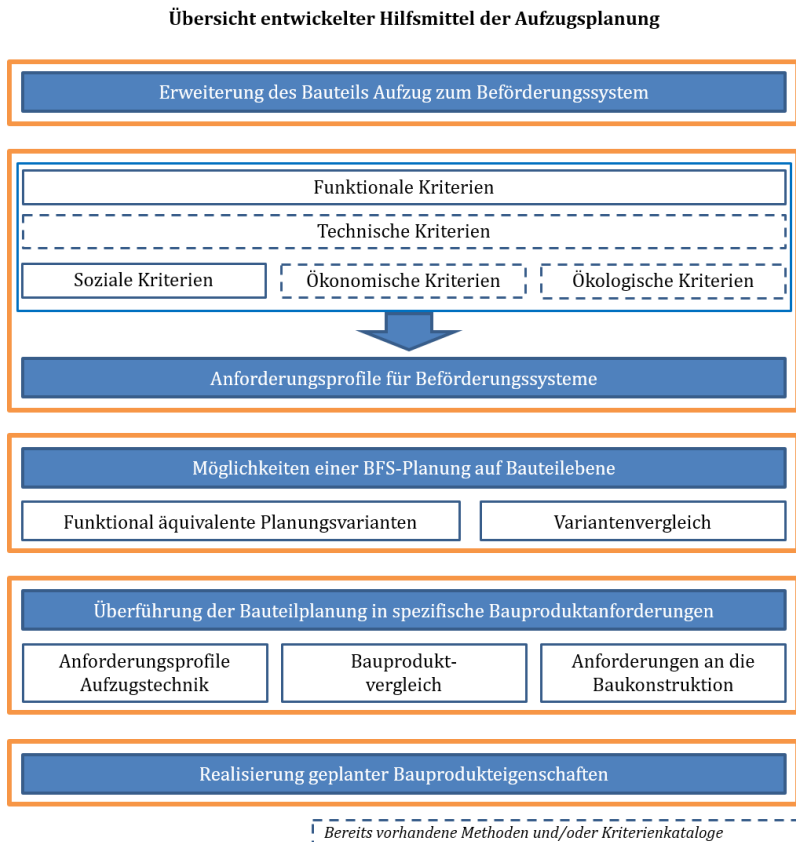 Übersicht entwickelter Hilfsmittel der Aufzugsplanung
Erweiterung des Bauteils Aufzug zum Beförderungssystem
Funktionale Kriterien
Technische Kriterien
Soziale Kriterien
Ökonomische Kriterien
Ökologische Kriterien
Anforderungsprofile für Beförderungssysteme
Möglichkeiten einer BFS-Planung auf Bauteilebene
Funktional äquivalente Planungsvarianten
Variantenvergleich
Überführung der Bauteilplanung in spezifische Bauproduktanforderungen
Anforderungsprofile
Aufzugstechnik
Bauprodukt-
vergleich
Anforderungen an die
Baukonstruktion
Realisierung geplanter Bauprodukteigenschaften
Bereits vorhandene Methoden und/oder Kriterienkataloge